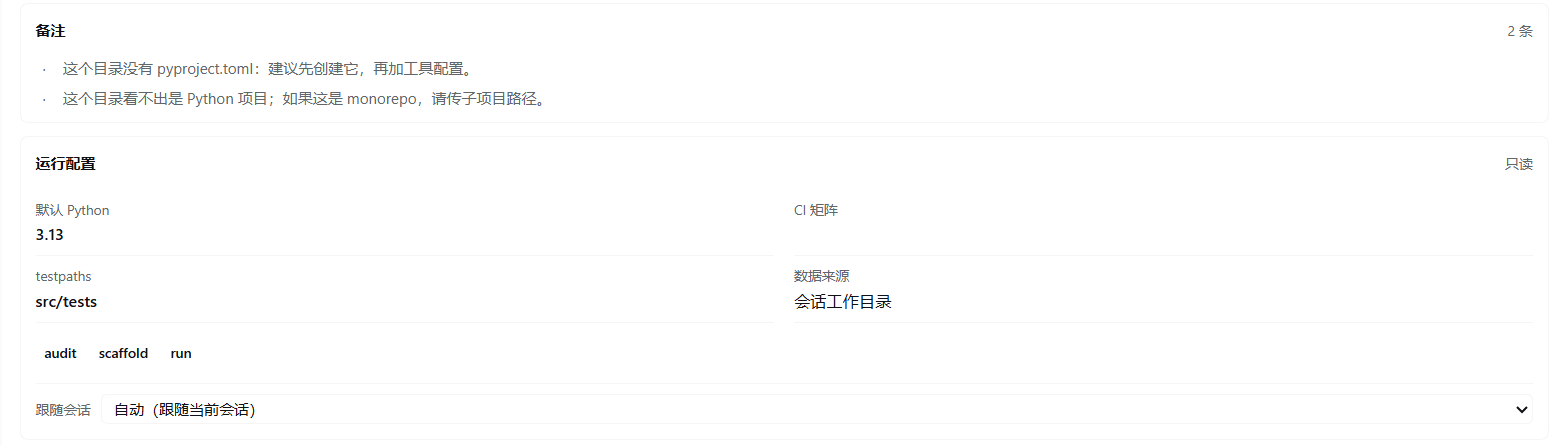 备注
2 条
· 这个目录没有 pyproject.toml：建议先创建它，再加工具配置。
· 这个目录看不出是 Python 项目；如果这是 monorepo，请传子项目路径。
运行配置
只读
默认 Python
3.13
CI 矩阵
testpaths
src/tests
数据来源
会话工作目录
audit scaffold run
跟随会话 自动（跟随当前会话）